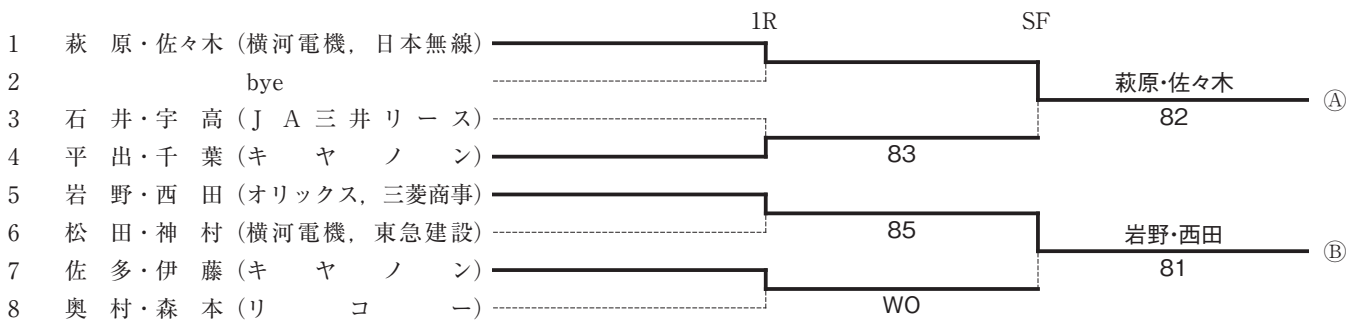 1R SF
1 萩原・佐々木(横河電機,日本無線)
2 bye
萩原・佐々木
Ⓐ
3 石井・宇高(JA三井リース)
82
4 平出・千葉(キヤノン)
83
5 岩野・西田(オリックス,三菱商事)
6 松田・神村(横河電機,東急建設)
85
岩野・西田
Ⓑ
7 佐多・伊藤(キヤノン)
81
8 奥村・森本(リコー)
WO